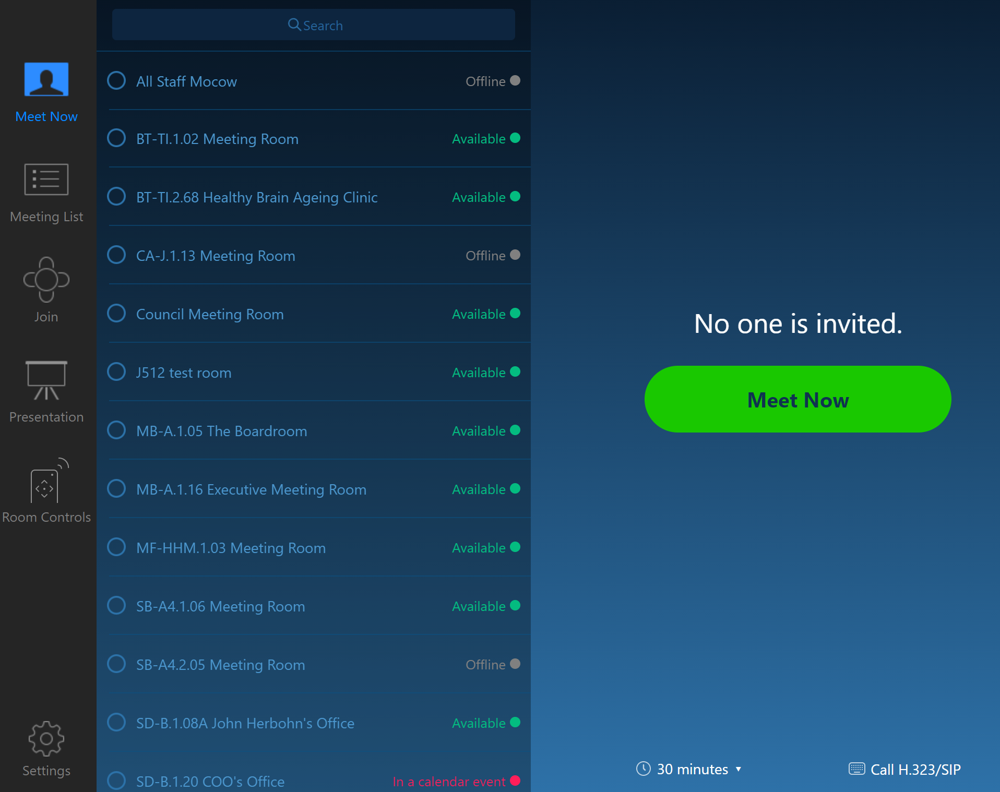 Meet Now
Meeting List
Join
Presentation
Room Controls
Settings
Search
All Staff Mocow Offline
BT-TI.1.02 Meeting Room Available
BT-TI.2.68 Healthy Brain Ageing Clinic Available
CA-J.1.13 Meeting Room Offline
Council Meeting Room Available
J512 test room Available
MB-A.1.05 The Boardroom Available
MB-A.1.16 Executive Meeting Room Available
MF-HHM.1.03 Meeting Room Available
SB-A4.1.06 Meeting Room Available
SB-A4.2.05 Meeting Room Offline
SD-B.1.08A John Herbohn's Office Available
SD-B.1.20 COO's Office In a calendar event
No one is invited.
Meet Now
30 minutes
Call H.323/SIP